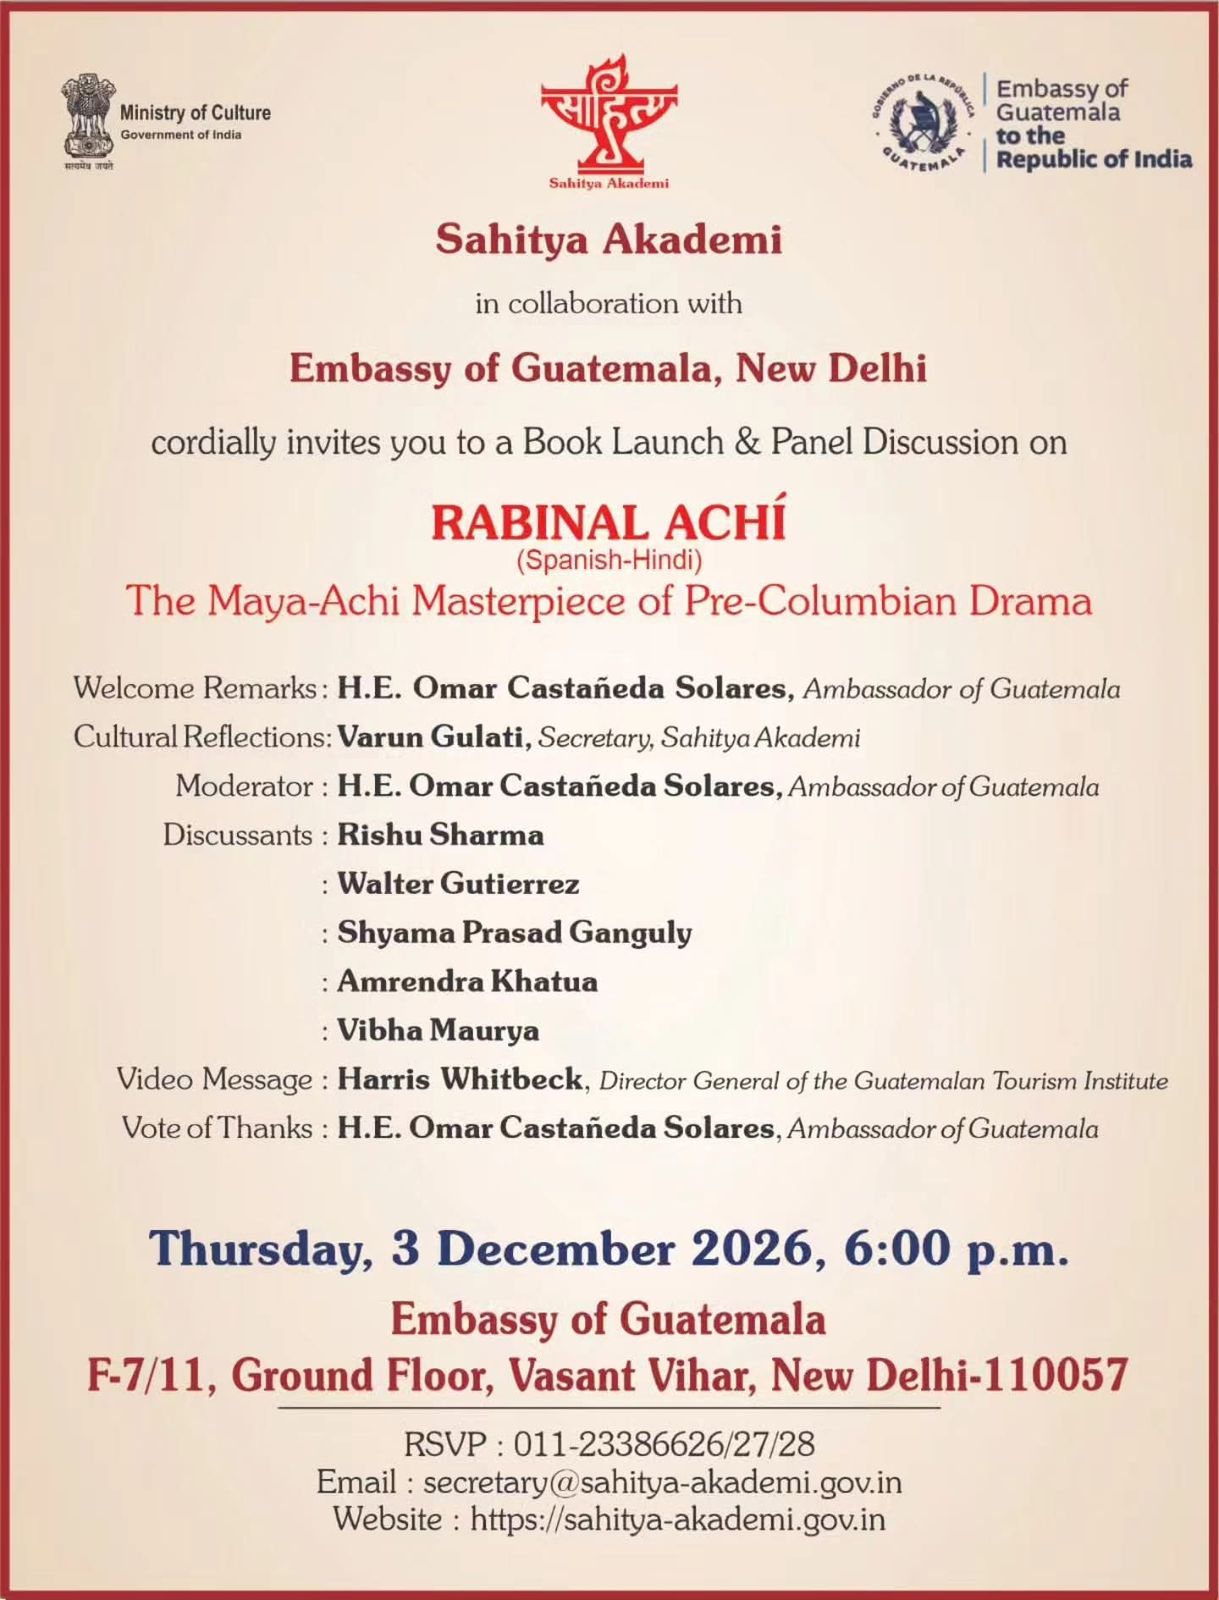 सत्यमेव जयते
Ministry of Culture
Government of India
साहित्य
Sahitya Akademi
GOBIERNO DE LA REPÚBLICA
GUATEMALA
Embassy of
Guatemala
to the
Republic of India
Sahitya Akademi
in collaboration with
Embassy of Guatemala, New Delhi
cordially invites you to a Book Launch & Panel Discussion on
RABINAL ACHÍ
(Spanish-Hindi)
The Maya-Achi Masterpiece of Pre-Columbian Drama
Welcome Remarks : H.E. Omar Castañeda Solares, Ambassador of Guatemala
Cultural Reflections: Varun Gulati, Secretary, Sahitya Akademi
Moderator : H.E. Omar Castañeda Solares, Ambassador of Guatemala
Discussants : Rishu Sharma
: Walter Gutierrez
: Shyama Prasad Ganguly
: Amrendra Khatua
: Vibha Maurya
Video Message : Harris Whitbeck, Director General of the Guatemalan Tourism Institute
Vote of Thanks : H.E. Omar Castañeda Solares, Ambassador of Guatemala
Thursday, 3 December 2026, 6:00 p.m.
Embassy of Guatemala
F-7/11, Ground Floor, Vasant Vihar, New Delhi-110057
RSVP : 011-23386626/27/28
Email : secretary@sahitya-akademi.gov.in
Website : https://sahitya-akademi.gov.in